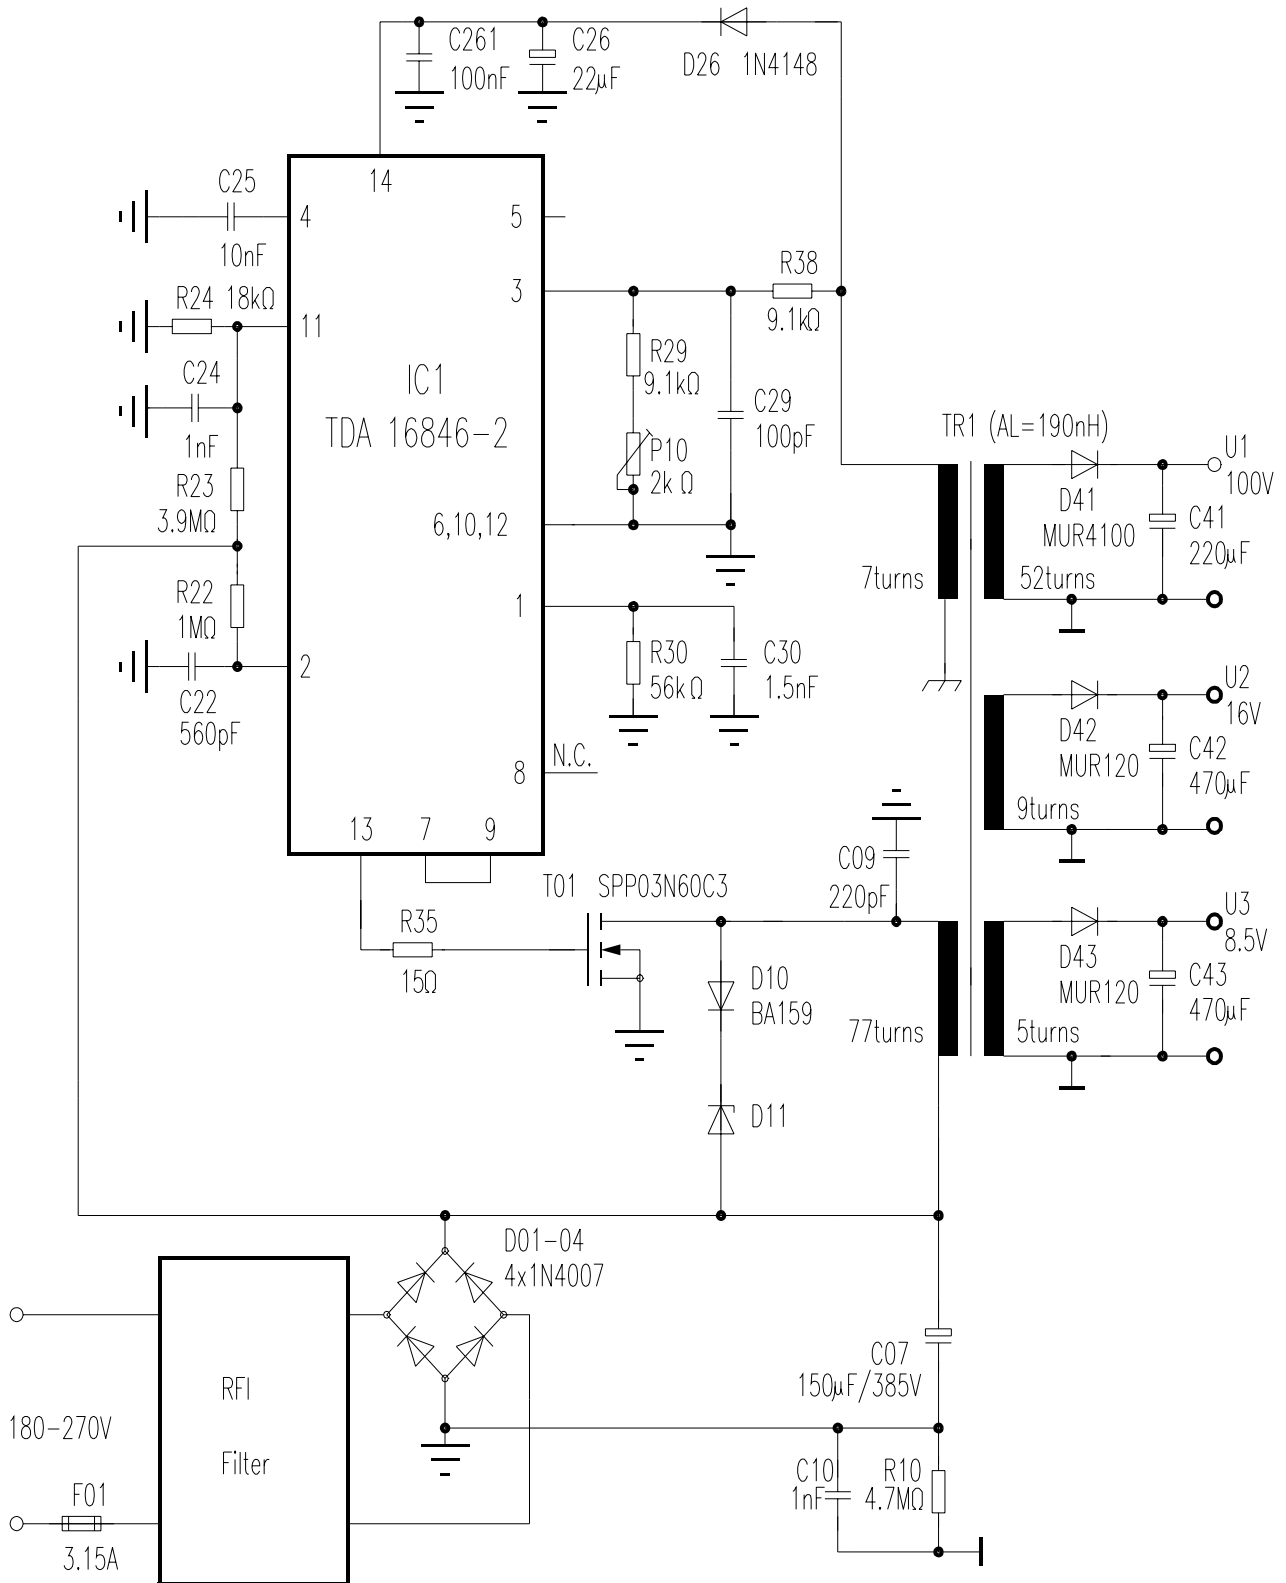 C261
100nF
C26
22µF
D26 1N4148
14
C25
10nF
4
5
R24 18kΩ
11
3
R38
9.1kΩ
C24
1nF
IC1
TDA 16846-2
R29
9.1kΩ
C29
100pF
P10
2k Ω
R23
3.9MΩ
6,10,12
TR1 (AL=190nH)
U1
100V
D41
MUR4100
C41
220µF
7turns
52turns
R22
1MΩ
1
2
C22
560pF
R30
56kΩ
C30
1.5nF
8
N.C.
U2
16V
D42
MUR120
C42
470µF
9turns
13
7
9
C09
220pF
T01 SPP03N60C3
R35
15Ω
D10
BA159
D11
U3
8.5V
D43
MUR120
C43
470µF
77turns
5turns
D01-04
4x1N4007
RFI
Filter
180-270V
F01
3.15A
C07
150µF/385V
C10
1nF
R10
4.7MΩ